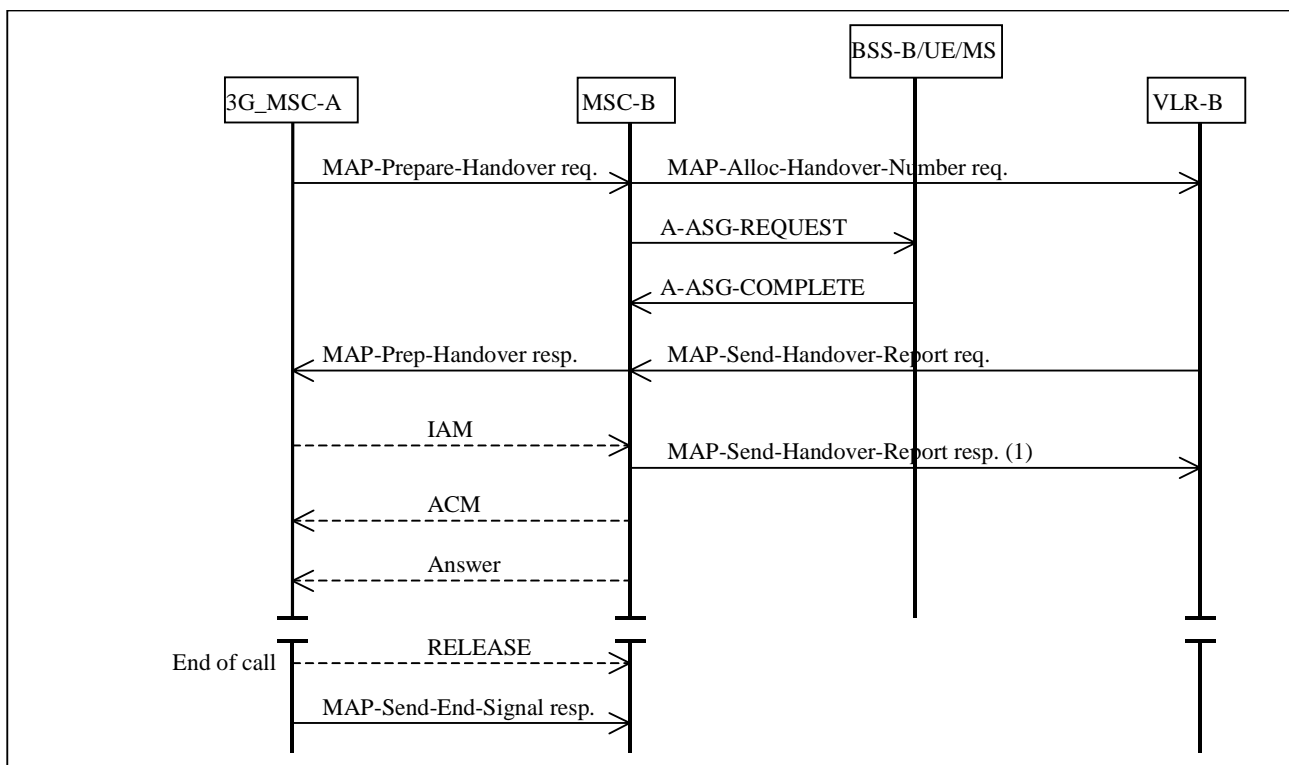 BSS-B/UE/MS
3G_MSC-A
MSC-B
VLR-B
MAP-Prepare-Handover req.
MAP-Alloc-Handover-Number req.
A-ASG-REQUEST
A-ASG-COMPLETE
MAP-Prep-Handover resp.
MAP-Send-Handover-Report req.
IAM
MAP-Send-Handover-Report resp. (1)
ACM
Answer
RELEASE
End of call
MAP-Send-End-Signal resp.